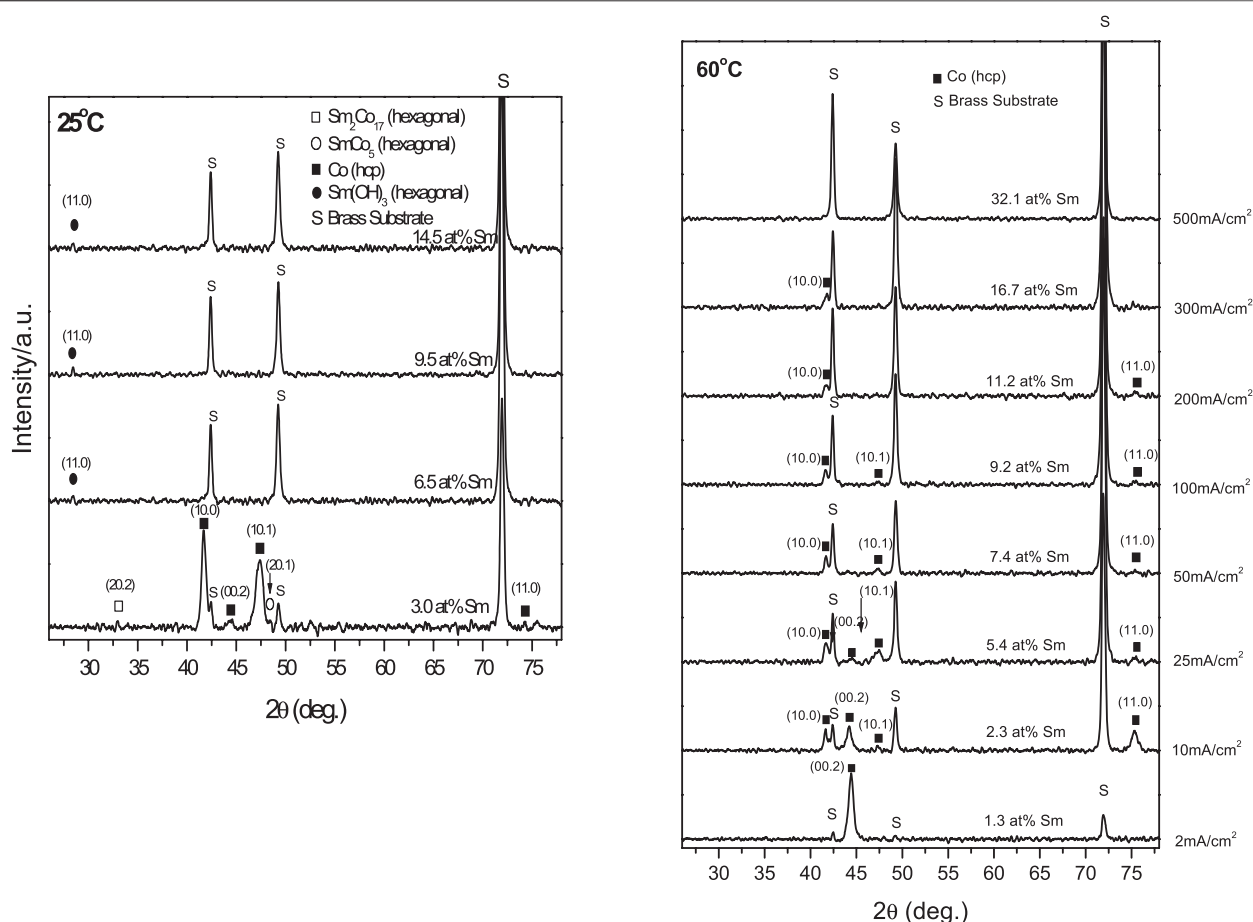 25°C
□ Sm2Co17 (hexagonal)
○ SmCo5 (hexagonal)
■ Co (hcp)
● Sm(OH)3 (hexagonal)
S Brass Substrate
S
S
S
(11.0)
14.5 at% Sm
S
S
(11.0)
9.5 at% Sm
S
S
(11.0)
6.5 at% Sm
(10.0)
(10.1)
(20.1)
(20.2)
S
(00.2)
S
3.0 at% Sm
(11.0)
30 35 40 45 50 55 60 65 70 75
2θ (deg.)
Intensity/a.u.
60°C
■ Co (hcp)
S Brass Substrate
S
S
S
32.1 at% Sm
500mA/cm2
(10.0)
16.7 at% Sm
300mA/cm2
(10.0)
11.2 at% Sm
(11.0)
200mA/cm2
S
(10.0)
(10.1)
9.2 at% Sm
(11.0)
100mA/cm2
S
(10.0)
(10.1)
7.4 at% Sm
(11.0)
50mA/cm2
S
(10.1)
(10.0)
(00.2)
5.4 at% Sm
(11.0)
25mA/cm2
S
(00.2)
(10.0)
S
(10.1)
2.3 at% Sm
(11.0)
10mA/cm2
(00.2)
S
S
1.3 at% Sm
S
2mA/cm2
30 35 40 45 50 55 60 65 70 75
2θ (deg.)